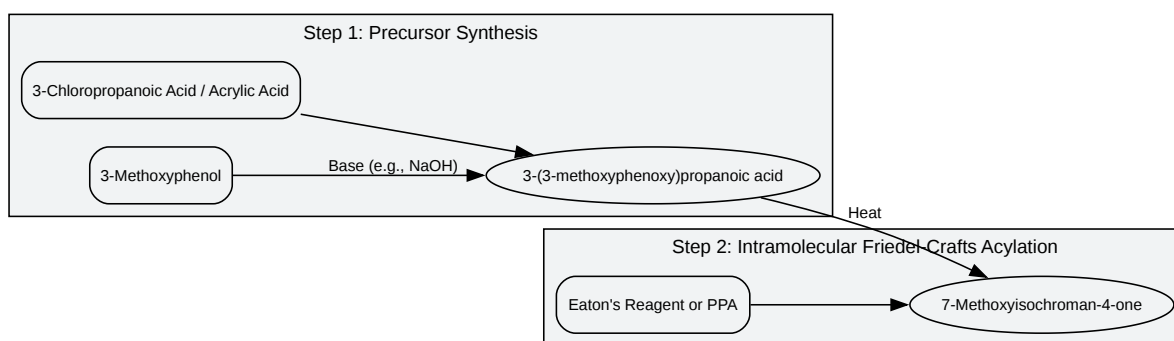 Step 1: Precursor Synthesis
3-Chloropropanoic Acid / Acrylic Acid
3-Methoxyphenol
Base (e.g., NaOH)
3-(3-methoxyphenoxy)propanoic acid
Heat
Step 2: Intramolecular Friedel-Crafts Acylation
Eaton's Reagent or PPA
7-Methoxyisochroman-4-one